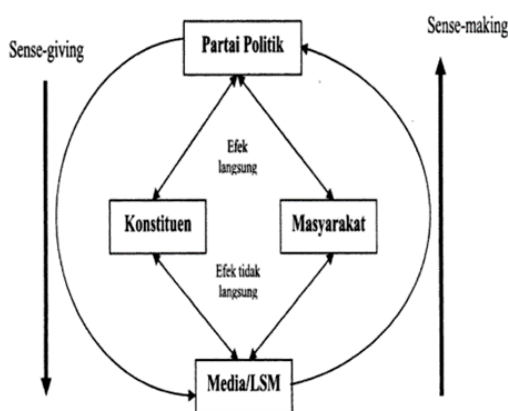 Sense-giving
Sense-making
Partai Politik
Efek
langsung
Konstituen
Masyarakat
Efek tidak
langsung
Media/LSM